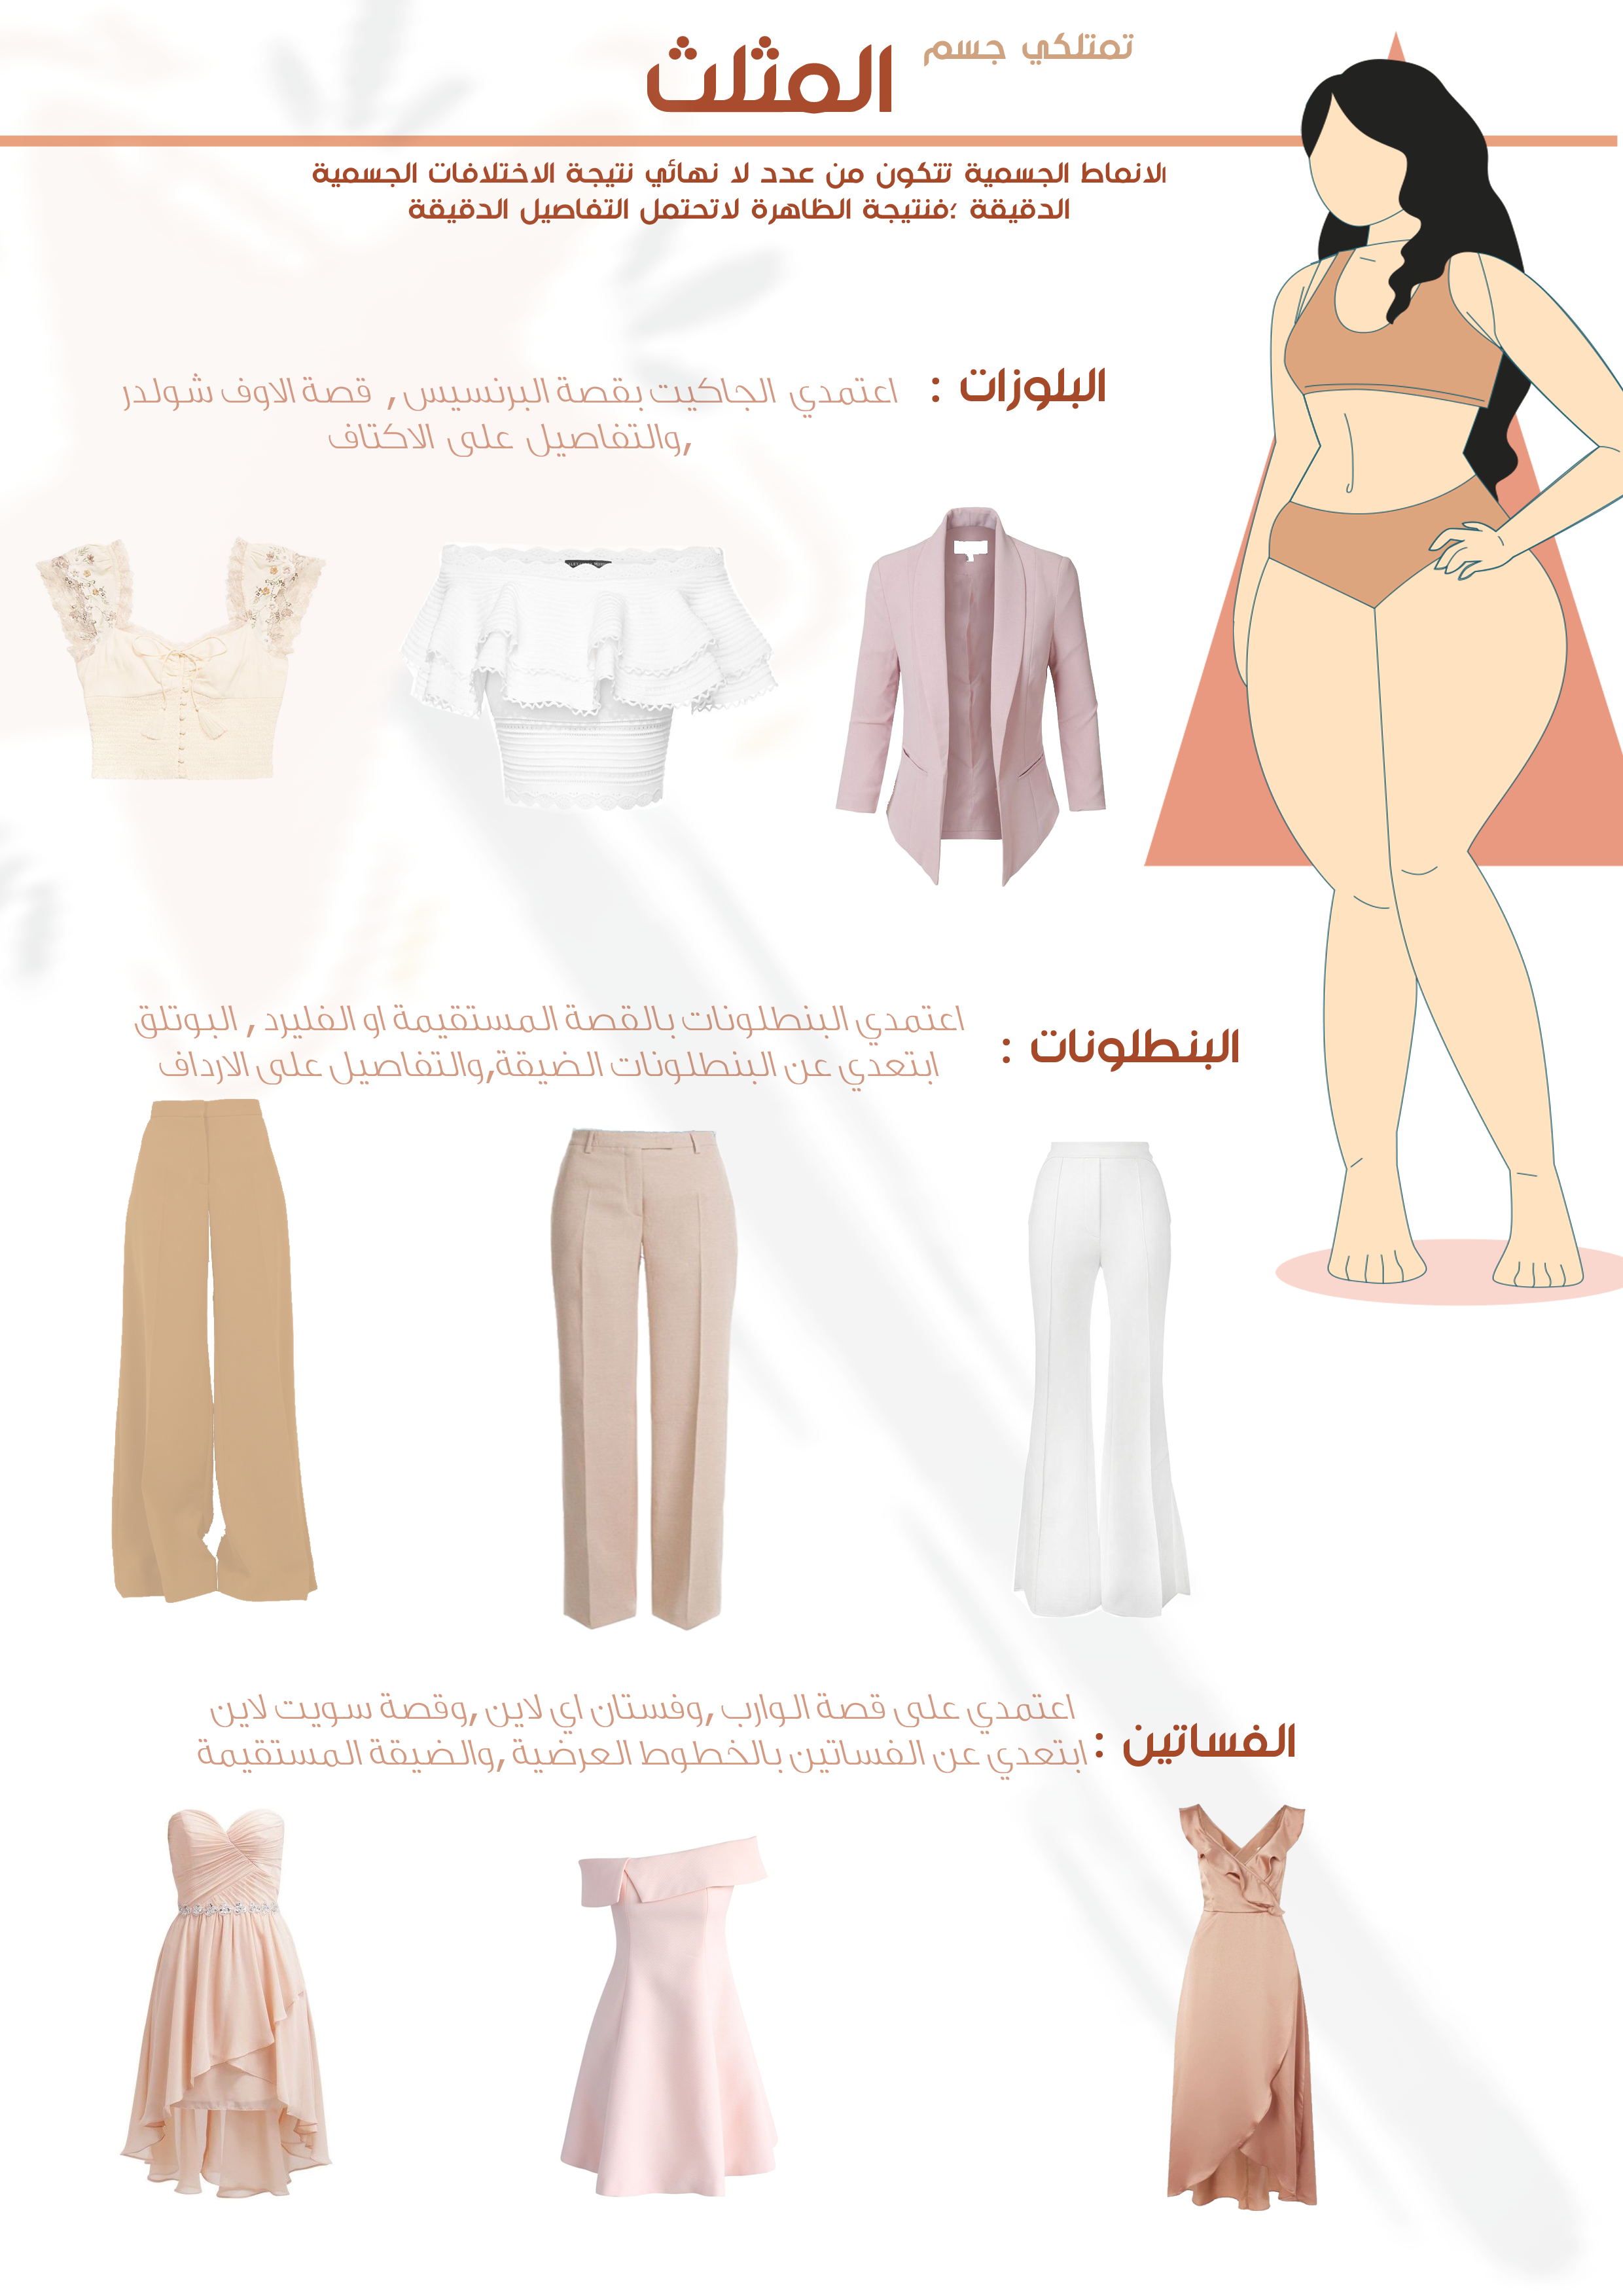 تمتلكي جسم
المثلث
الانماط الجسمية تتكون من عدد لا نهائي نتيجة الاختلافات الجسمية
الدقيقة ؛فنتيجة الظاهرة لاتحتمل التفاصيل الدقيقة
البلوزات :
اعتمدي الجاكيت بقصة البرنسيس , قصة الاوف شولدر
,والتفاصيل على الاكتاف
البنطلونات :
اعتمدي البنطلونات بالقصة المستقيمة او الفليرد , البوتلق
ابتعدي عن البنطلونات الضيقة,والتفاصيل على الارداف
الفساتين :
اعتمدي على قصة الوارب ,وفستان اي لاين ,وقصة سويت لاين
ابتعدي عن الفساتين بالخطوط العرضية ,والضيقة المستقيمة